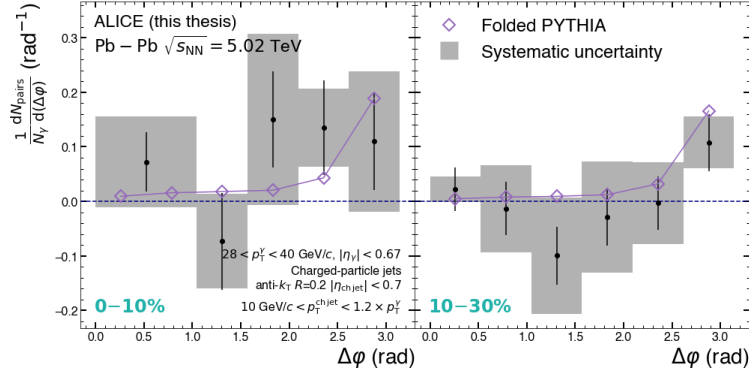 ALICE (this thesis)
Pb − Pb √sNN = 5.02 TeV
Folded PYTHIA
Systematic uncertainty
1/Nγ dNpairs/d(Δφ) (rad−1)
0.3
0.2
0.1
0.0
−0.1
−0.2
28 < pTγ < 40 GeV/c, |ηγ| < 0.67
Charged-particle jets
anti-kT R=0.2 |ηch jet| < 0.7
10 GeV/c < pTch jet < 1.2 × pTγ
0−10%
10−30%
0.0 0.5 1.0 1.5 2.0 2.5 3.0
0.0 0.5 1.0 1.5 2.0 2.5 3.0
Δφ (rad)
Δφ (rad)